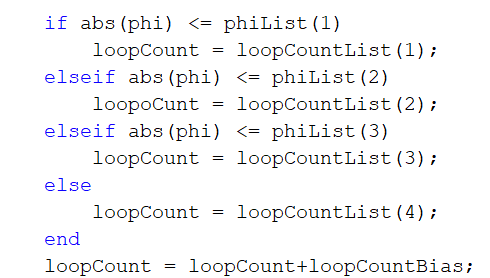 if abs(phi) <= phiList(1)
loopCount = loopCountList(1);
elseif abs(phi) <= phiList(2)
loopoCunt = loopCountList(2);
elseif abs(phi) <= phiList(3)
loopCount = loopCountList(3);
else
loopCount = loopCountList(4);
end
loopCount = loopCount+loopCountBias;